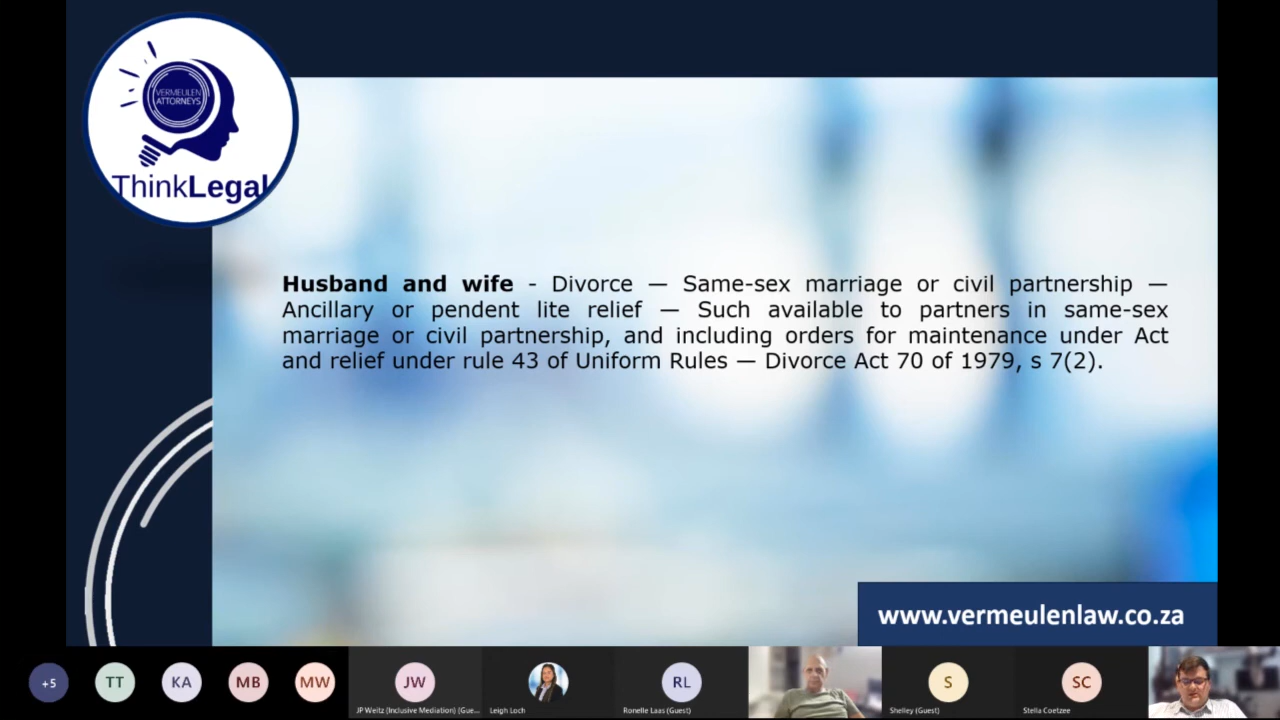 VERMEULEN
ATTORNEYS
ThinkLegal
Husband and wife - Divorce — Same-sex marriage or civil partnership —
Ancillary or pendent lite relief — Such available to partners in same-sex
marriage or civil partnership, and including orders for maintenance under Act
and relief under rule 43 of Uniform Rules — Divorce Act 70 of 1979, s 7(2).
www.vermeulenlaw.co.za
+5
TT
KA
MB
MW
JW
RL
S
SC
JP Weitz (Inclusive Mediation) (Gue...
Leigh Loch
Ronelle Laas (Guest)
Shelley (Guest)
Stella Coetzee